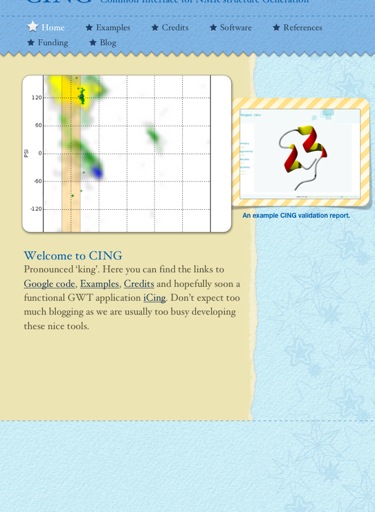 CING Common Interface for NMR structure Generation
Home Examples Credits Software References
Funding Blog
120
60
0
-60
-120
PSI
An example CING validation report.
Welcome to CING
Pronounced ‘king’. Here you can find the links to
Google code, Examples, Credits and hopefully soon a
functional GWT application iCing. Don’t expect too
much blogging as we are usually too busy developing
these nice tools.